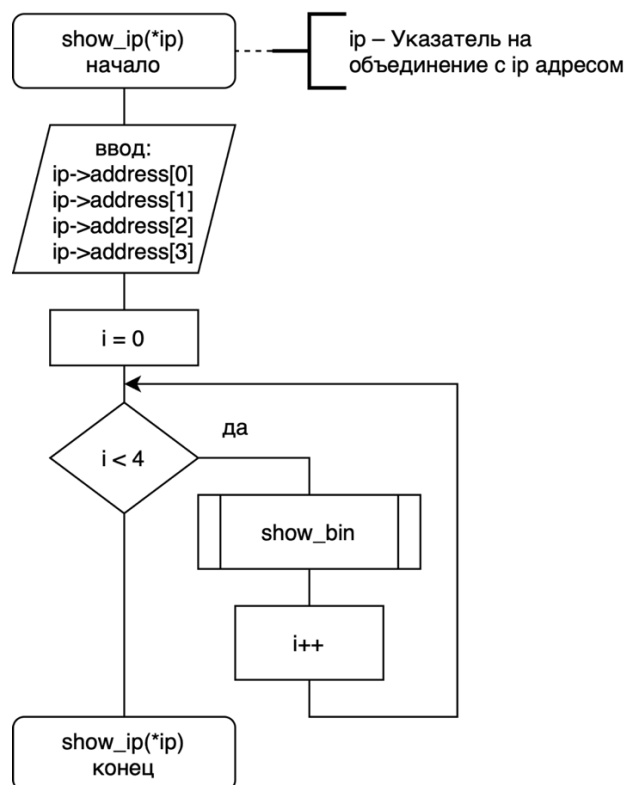 show_ip(*ip)
начало
ip – Указатель на
объединение с ip адресом
ввод:
ip->address[0]
ip->address[1]
ip->address[2]
ip->address[3]
i = 0
i < 4
да
show_bin
i++
show_ip(*ip)
конец